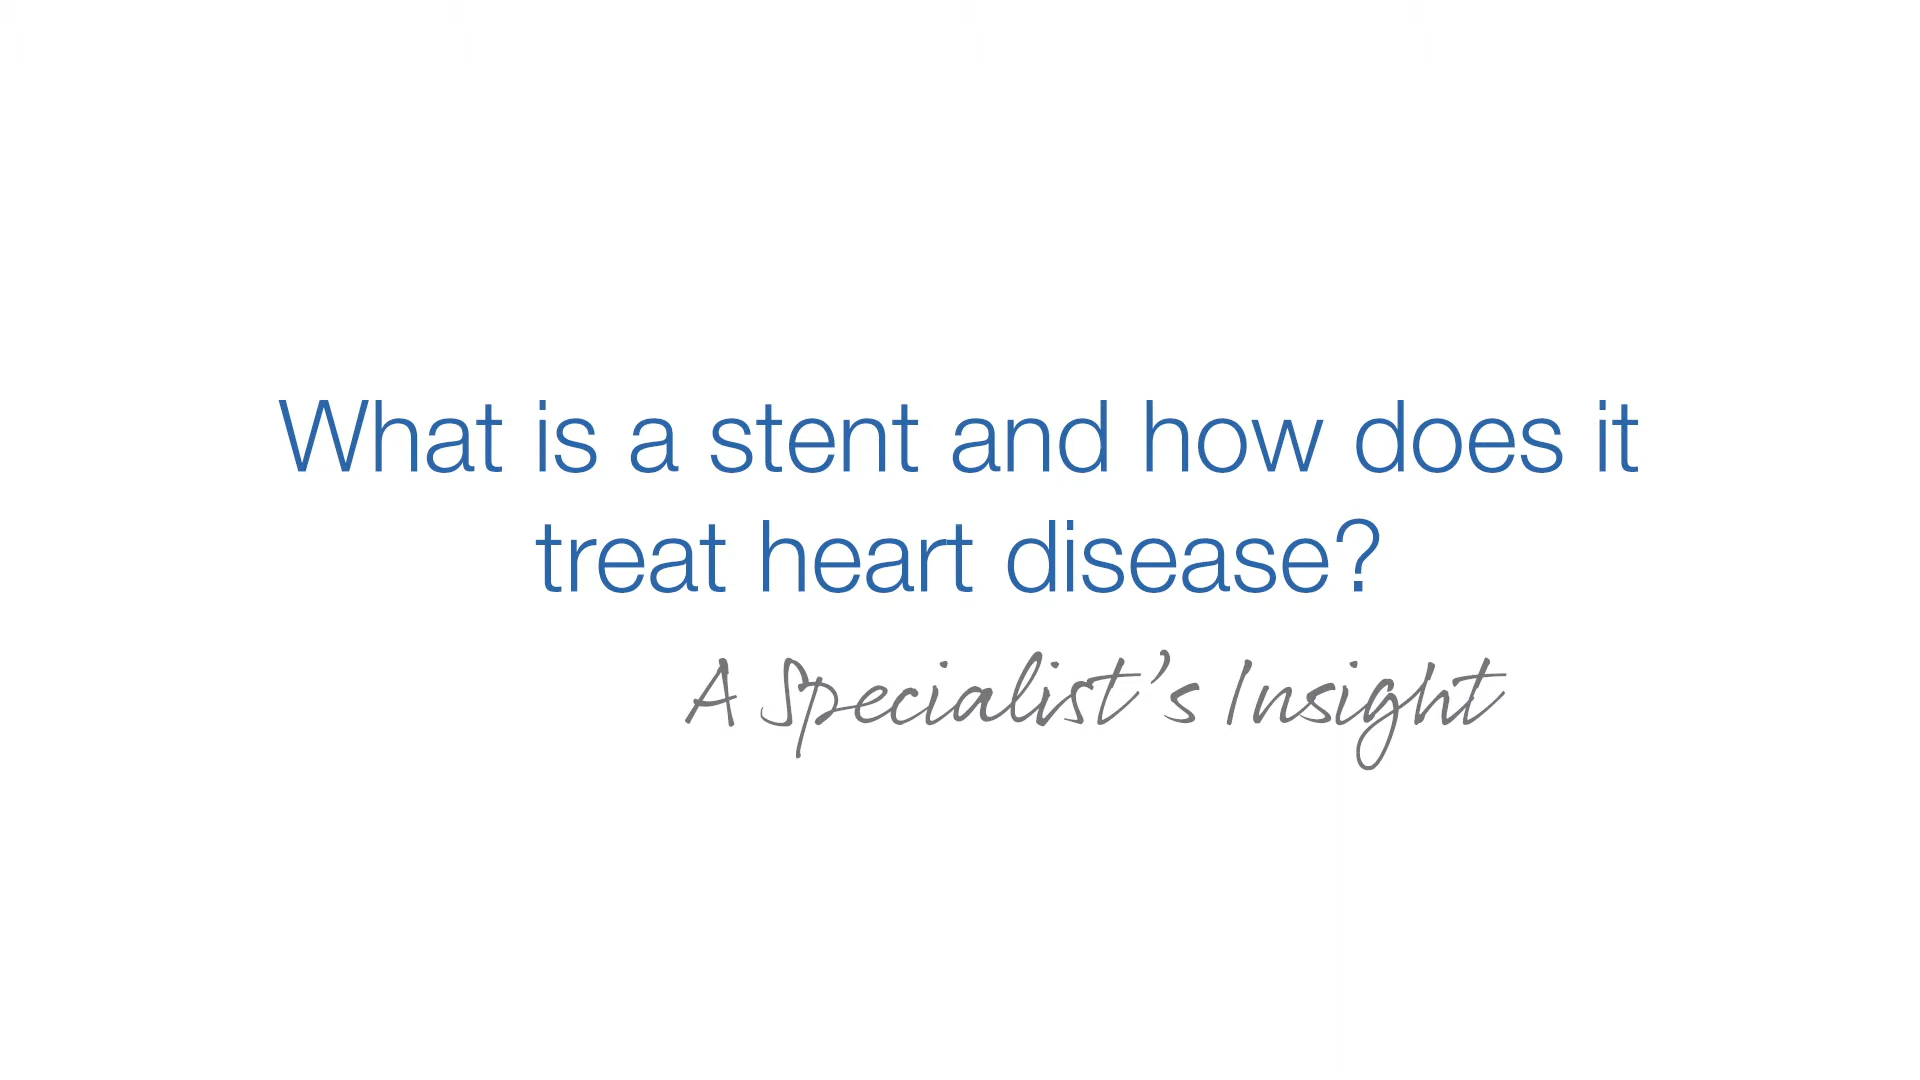 What is a stent and how does it
treat heart disease?
A Specialist’s Insight